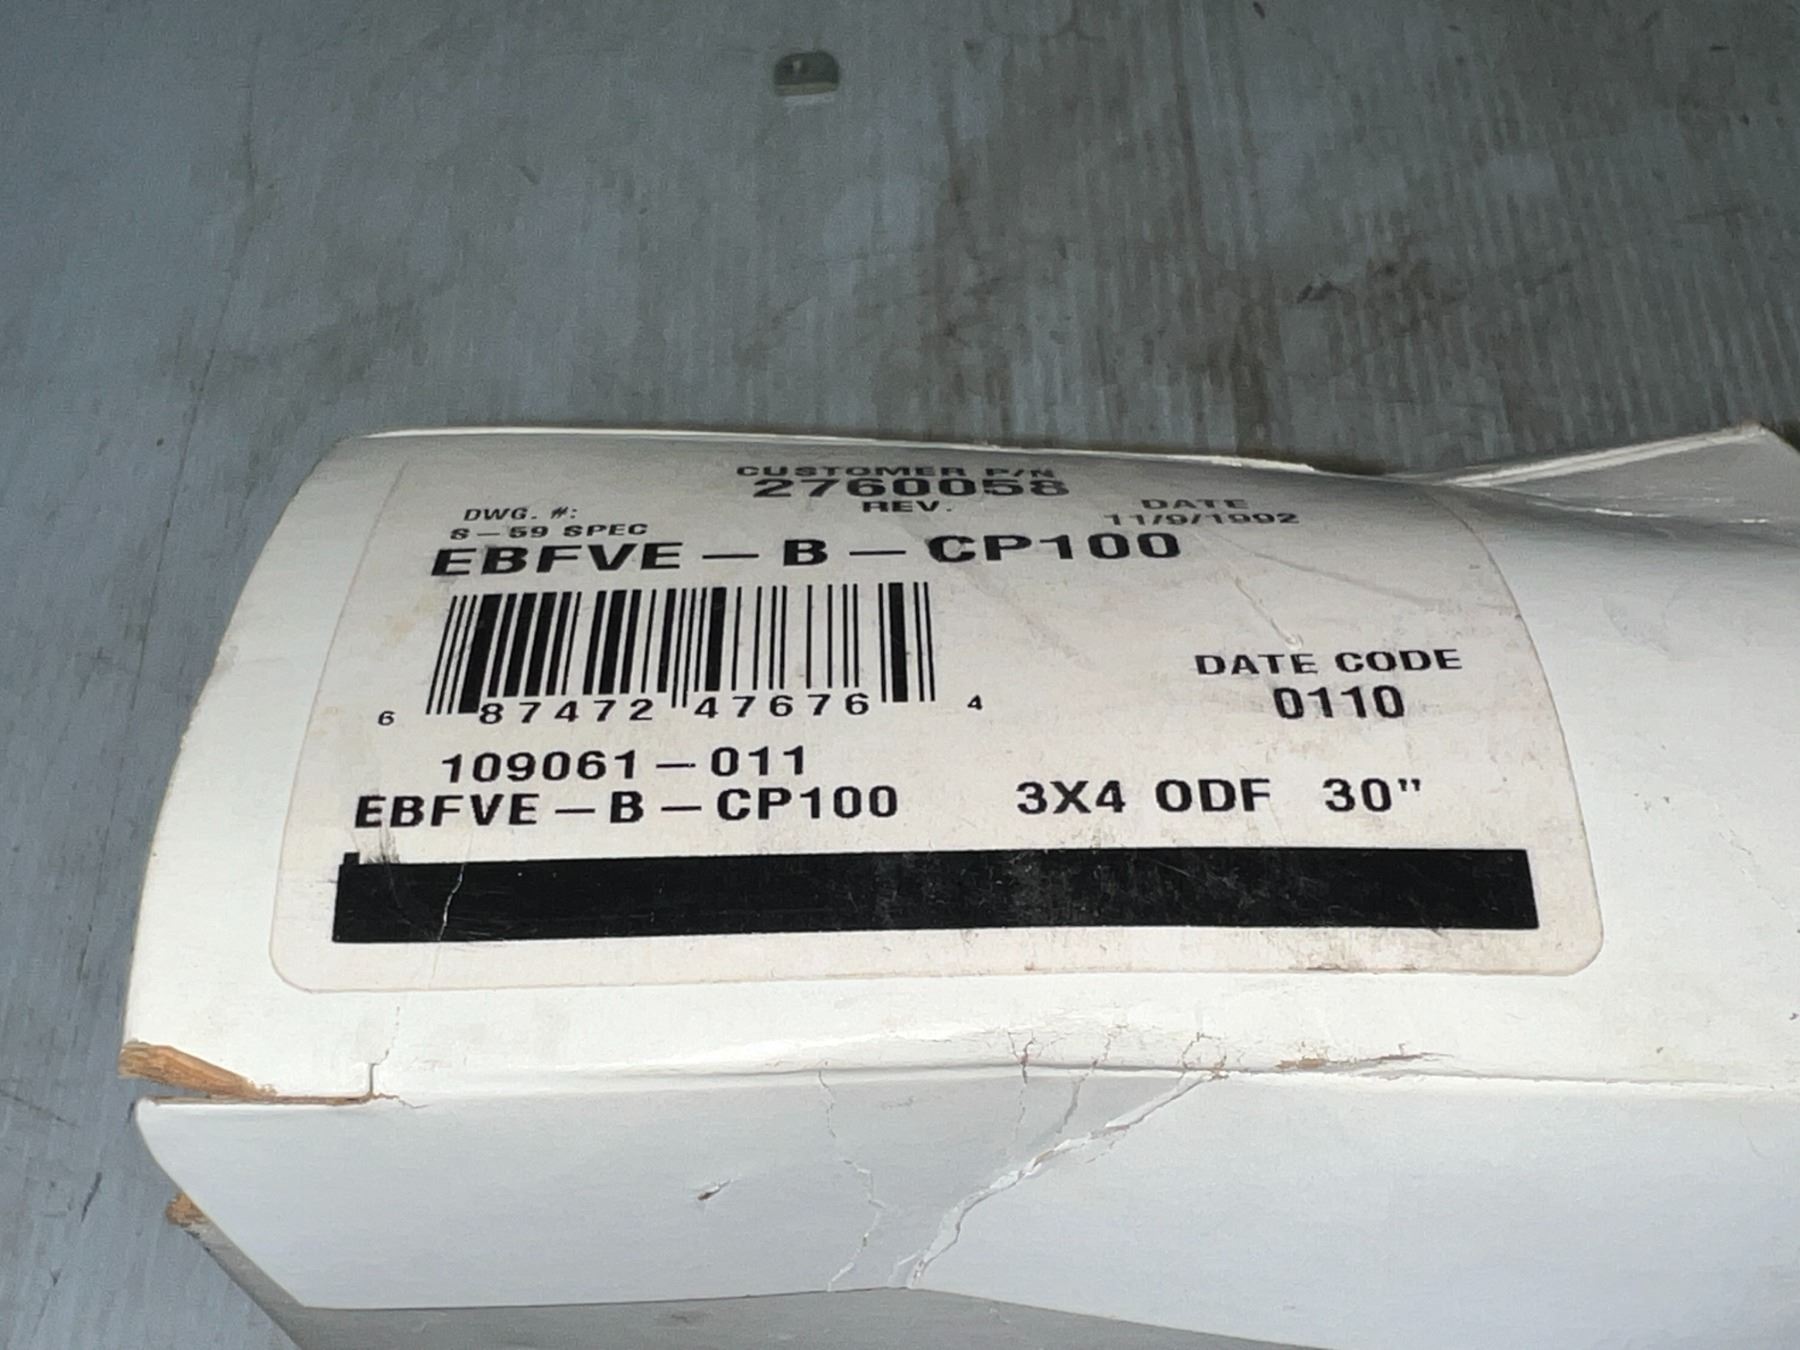 CUSTOMER P/N
2760058
DWG. #: REV. DATE
S-59 SPEC 11/9/1992
EBFVE-B-CP100
6 87472 47676 4
DATE CODE
0110
109061-011
EBFVE-B-CP100 3X4 ODF 30"